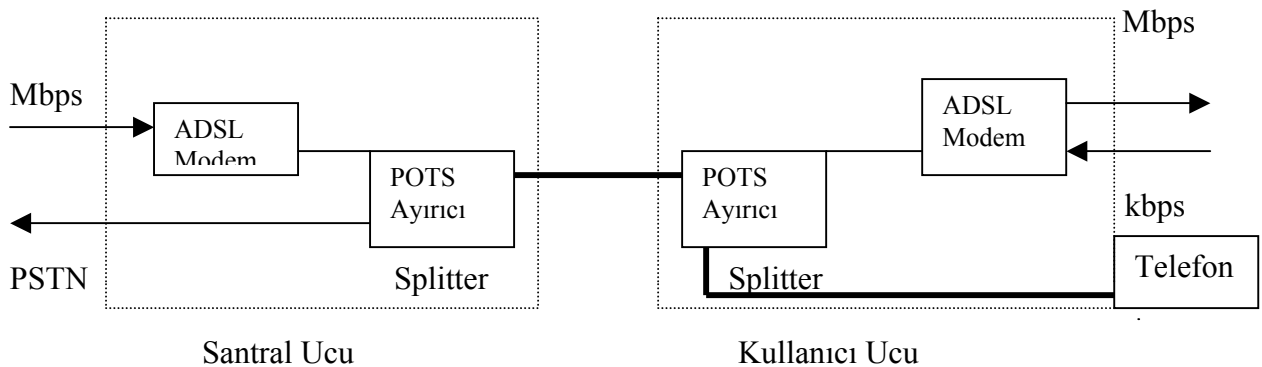 Mbps
Mbps
ADSL
Modem
ADSL
Modem
POTS
Ayırıcı
POTS
Ayırıcı
kbps
PSTN
Splitter
Splitter
Telefon
Santral Ucu
Kullanıcı Ucu